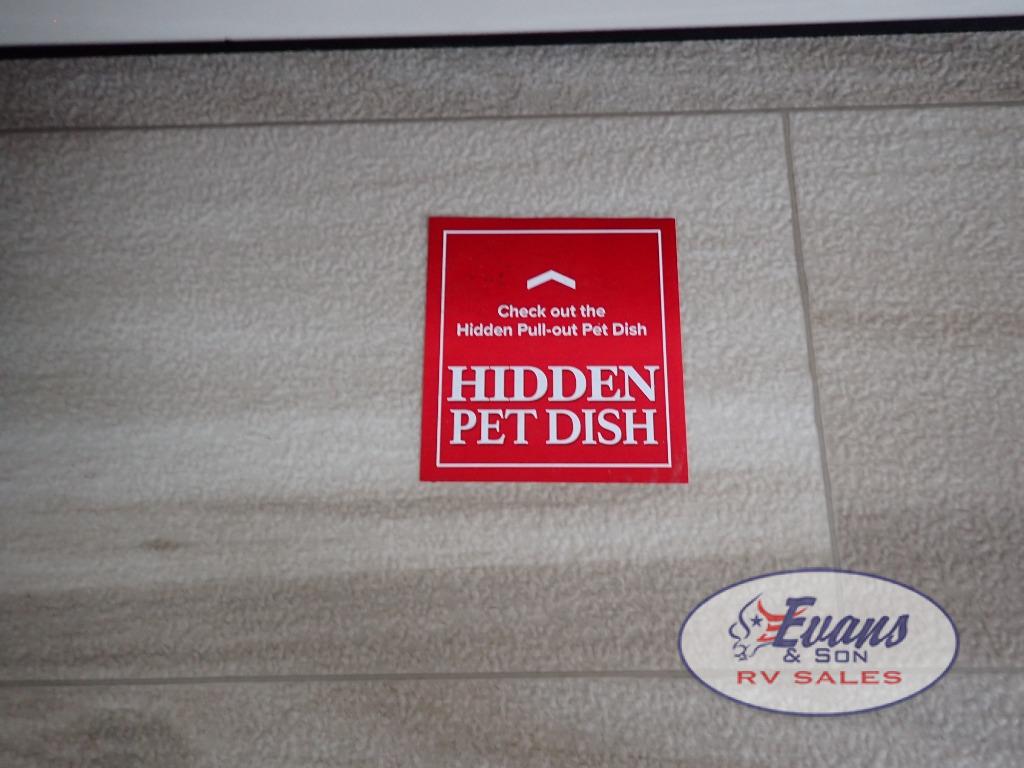 Check out the
Hidden Pull-out Pet Dish
HIDDEN
PET DISH
Evans
& SON
RV SALES